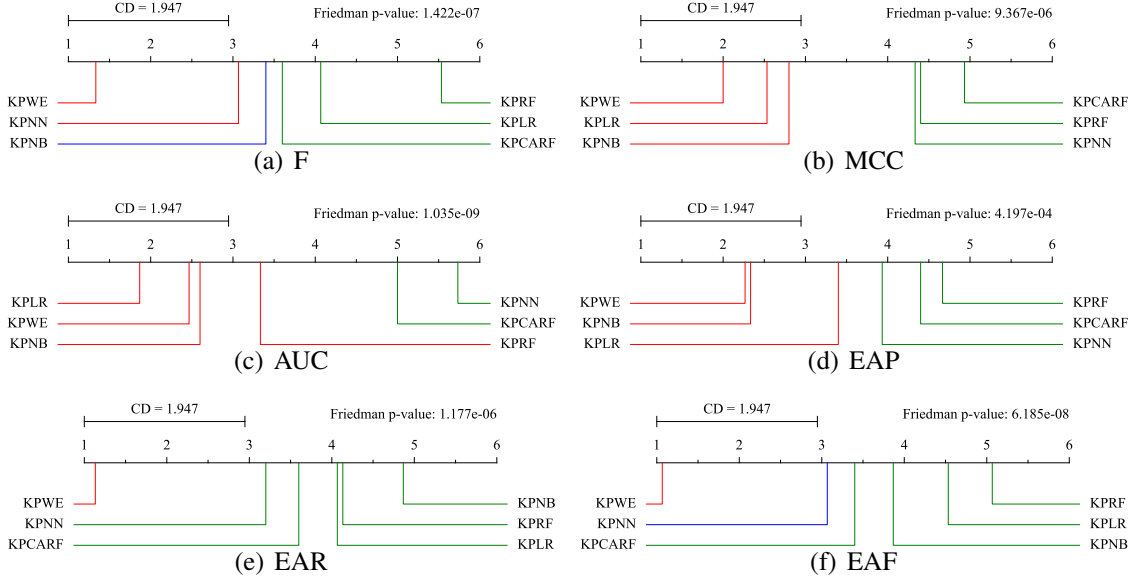 CD = 1.947
Friedman p-value: 1.422e-07
1 2 3 4 5 6
KPWE KPRF
KPNN KPLR
KPNB KPCARF
(a) F
CD = 1.947
Friedman p-value: 9.367e-06
1 2 3 4 5 6
KPWE KPCARF
KPLR KPRF
KPNB KPNN
(b) MCC
CD = 1.947
Friedman p-value: 1.035e-09
1 2 3 4 5 6
KPLR KPNN
KPWE KPCARF
KPNB KPRF
(c) AUC
CD = 1.947
Friedman p-value: 4.197e-04
1 2 3 4 5 6
KPWE KPRF
KPNB KPCARF
KPLR KPNN
(d) EAP
CD = 1.947
Friedman p-value: 1.177e-06
1 2 3 4 5 6
KPWE KPNB
KPNN KPRF
KPCARF KPLR
(e) EAR
CD = 1.947
Friedman p-value: 6.185e-08
1 2 3 4 5 6
KPWE KPRF
KPNN KPLR
KPCARF KPNB
(f) EAF